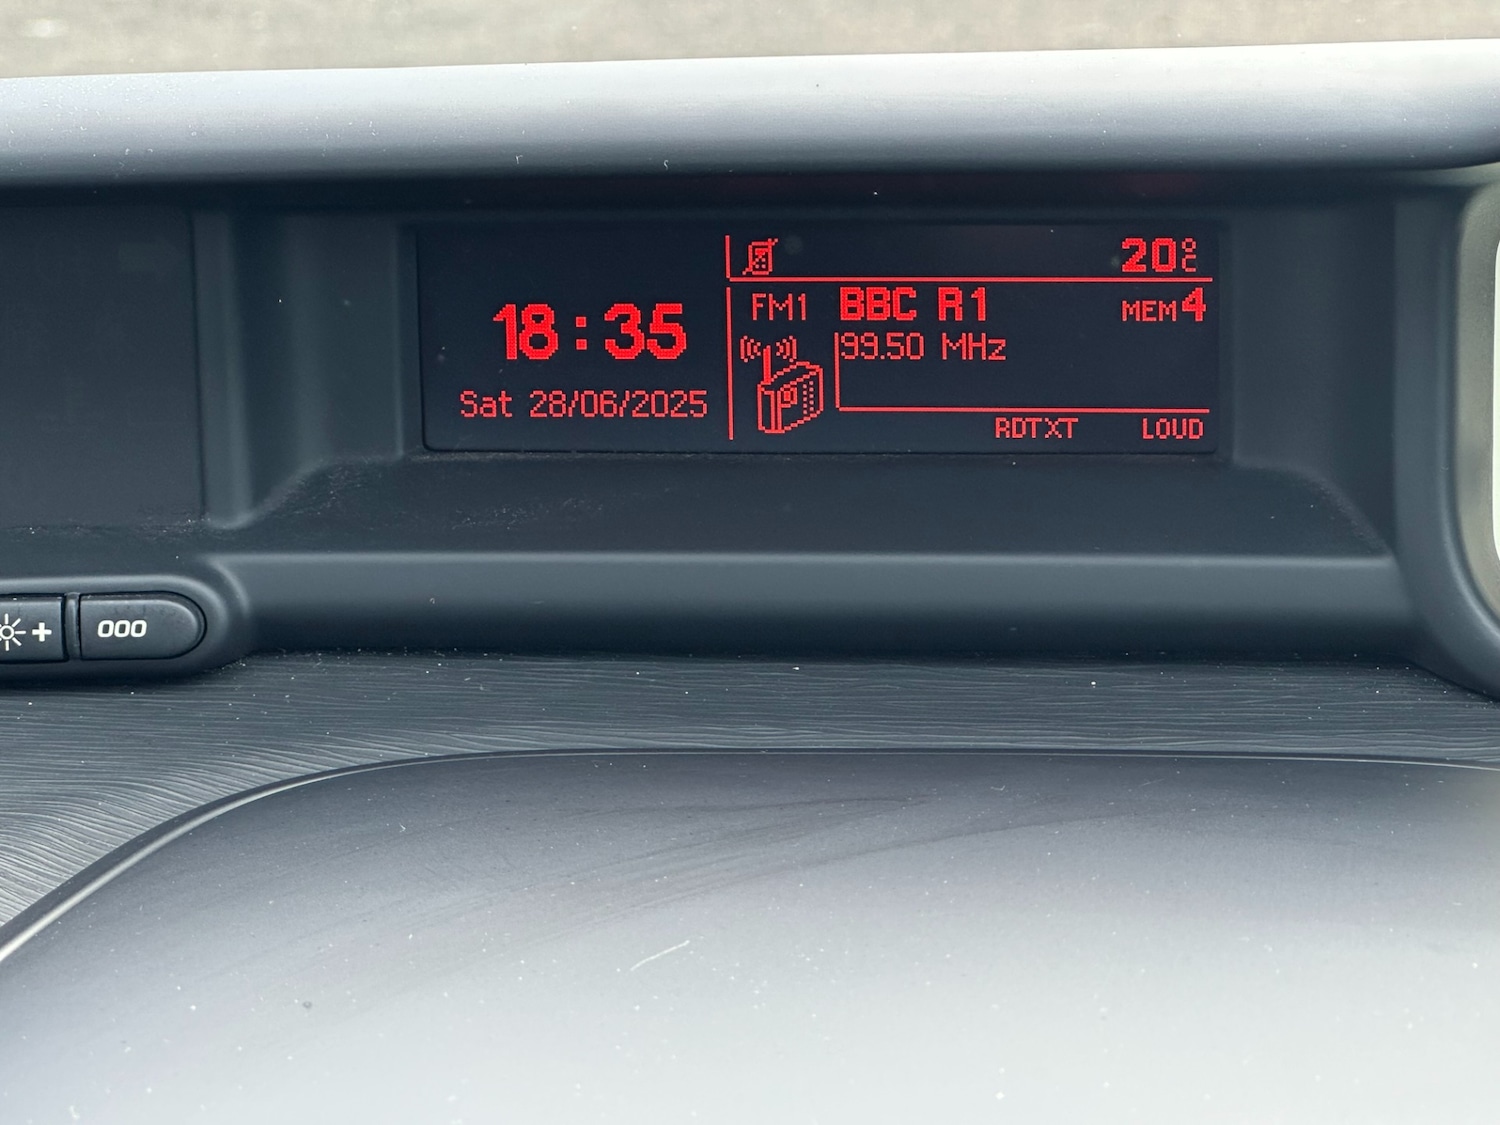 18:35
Sat 28/06/2025
20°C
FM1 BBC R1 MEM4
99.50 MHz
RDTXT LOUD
+ 000